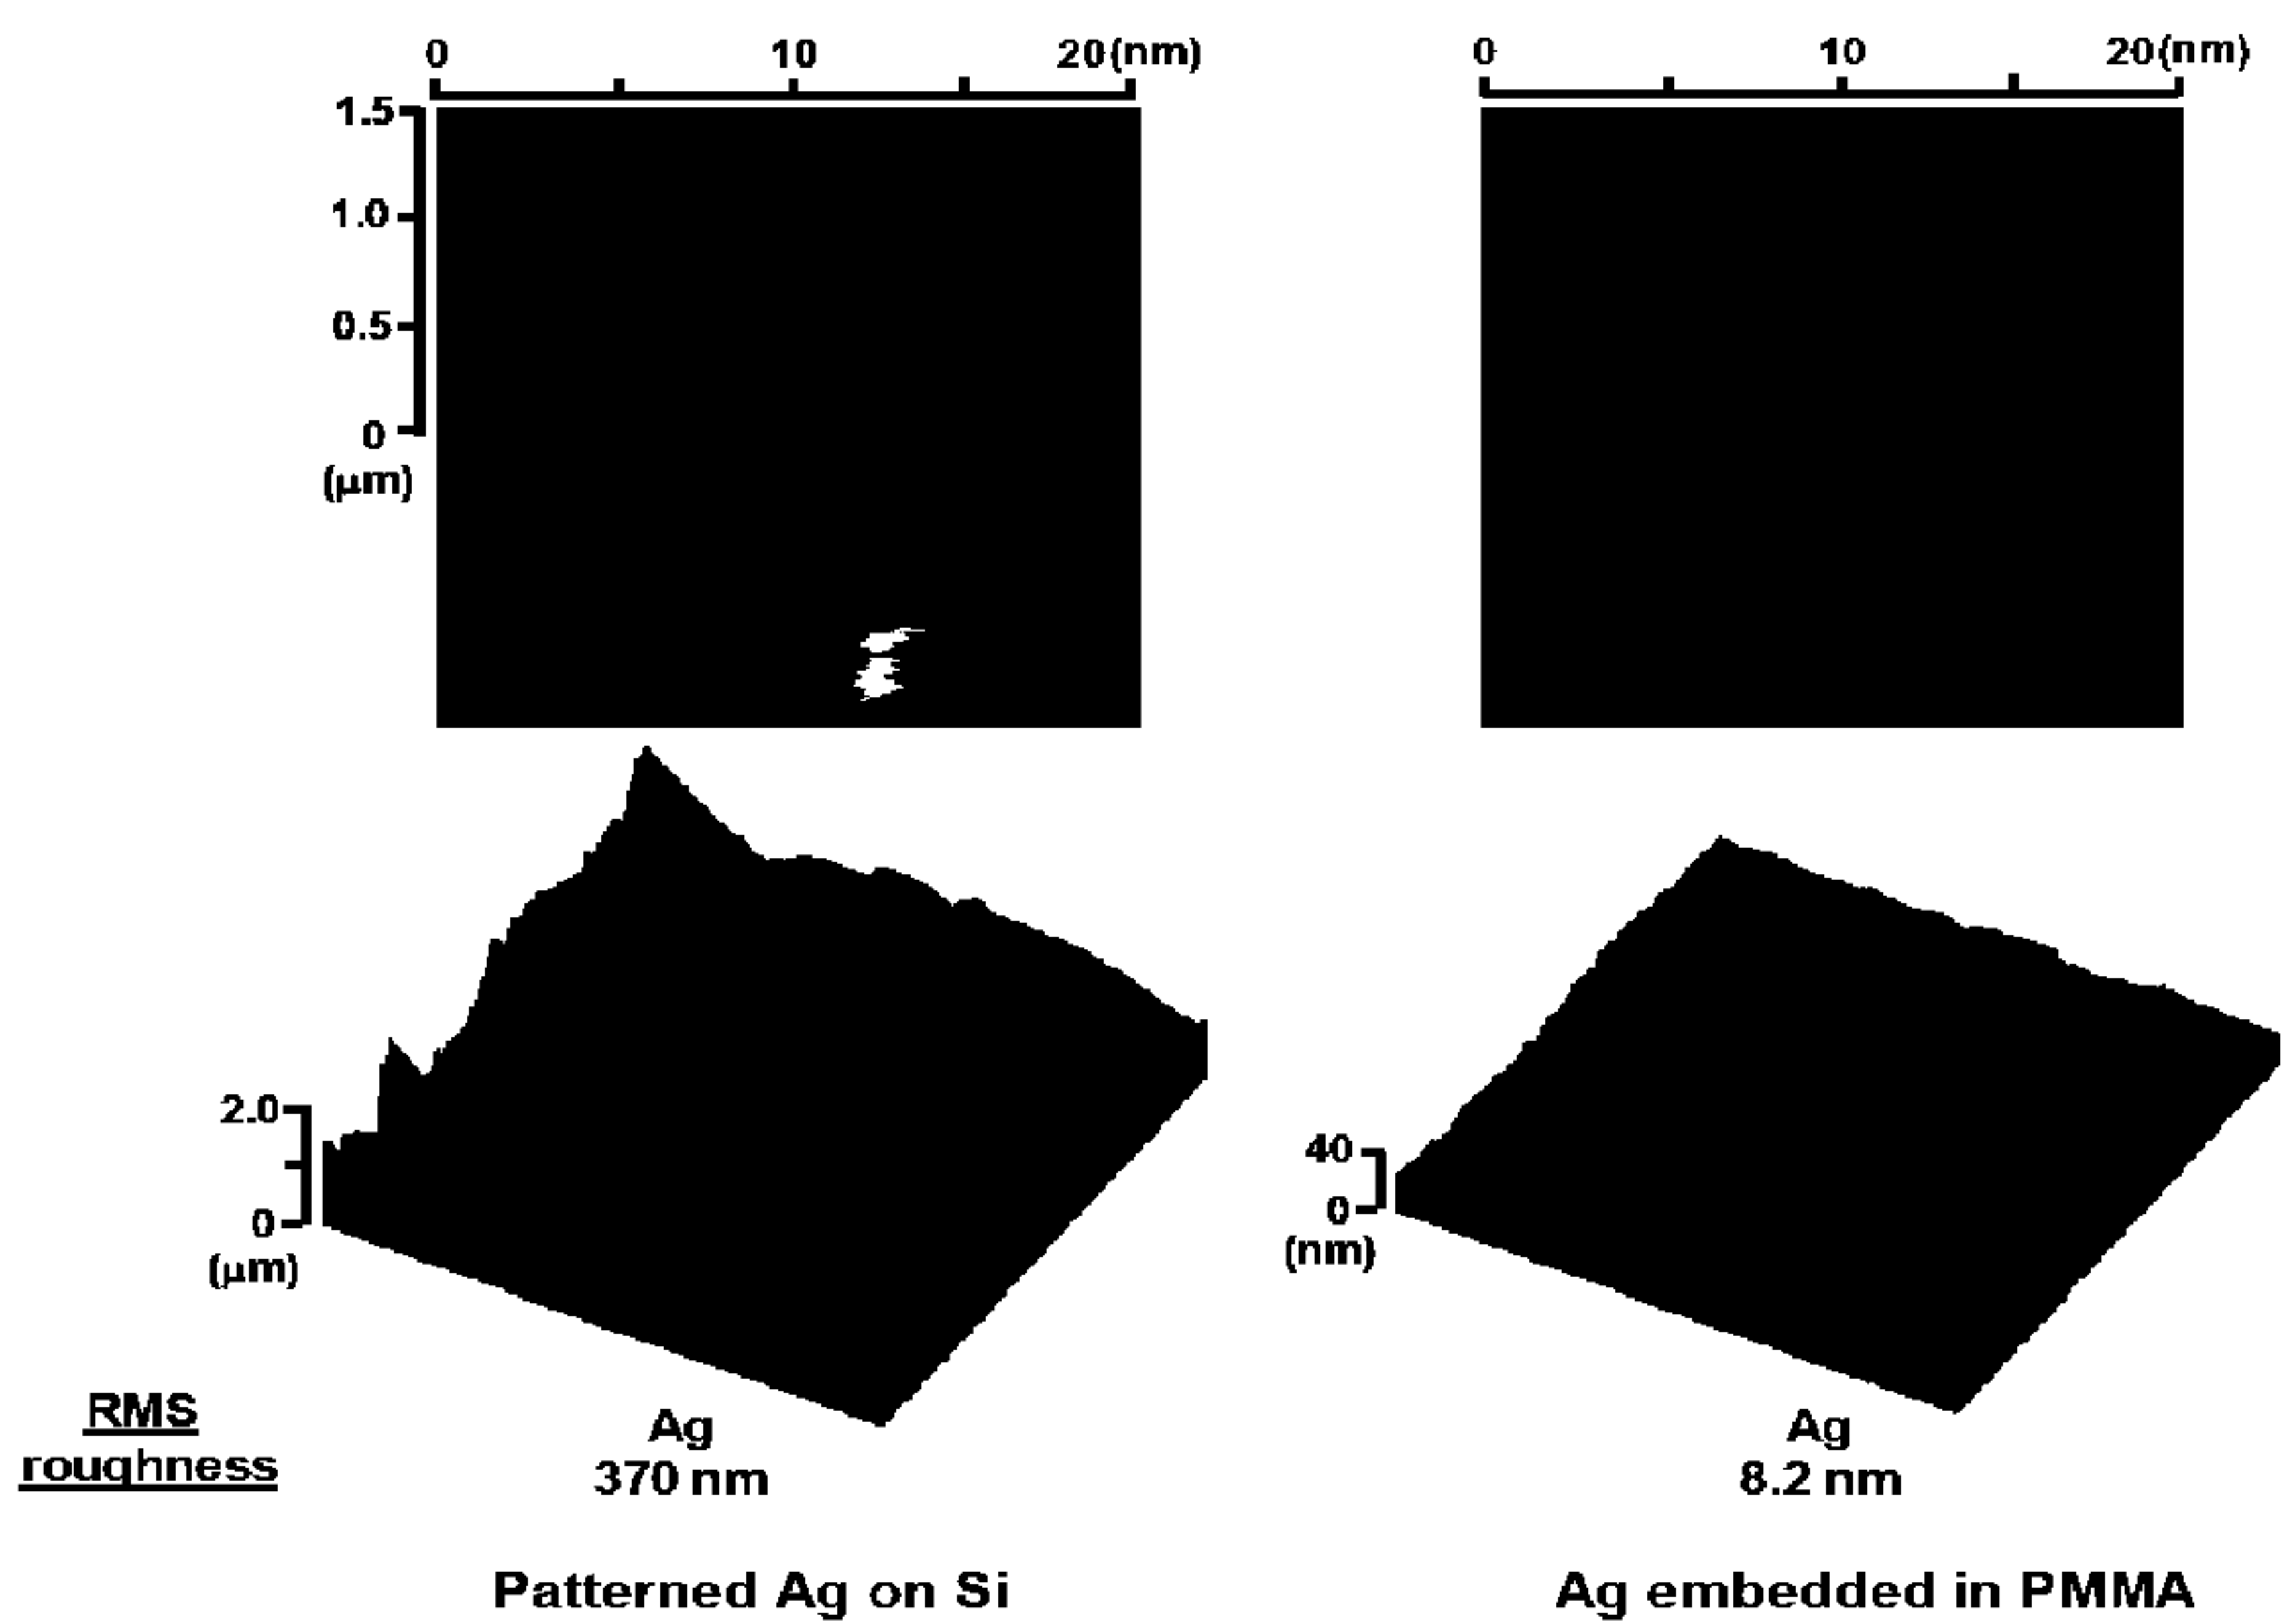 0 10 20(nm)
0 10 20(nm)
1.5
1.0
0.5
0
(μm)
2.0
0
(μm)
40
0
(nm)
RMS
roughness
Ag
370 nm
Ag
8.2 nm
Patterned Ag on Si
Ag embedded in PMMA